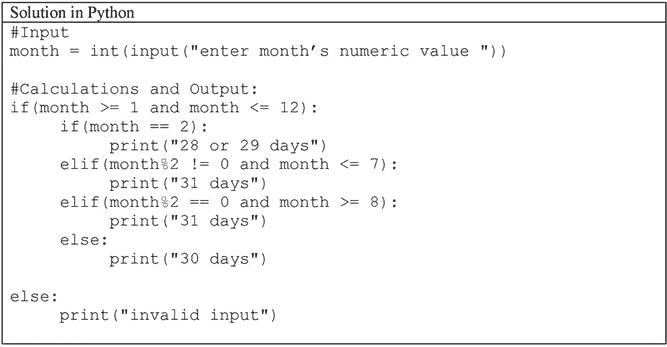 Solution in Python
#Input
month = int(input("enter month’s numeric value "))

#Calculations and Output:
if(month >= 1 and month <= 12):
     if(month == 2):
          print("28 or 29 days")
     elif(month%2 != 0 and month <= 7):
          print("31 days")
     elif(month%2 == 0 and month >= 8):
          print("31 days")
     else:
          print("30 days")

else:
     print("invalid input")